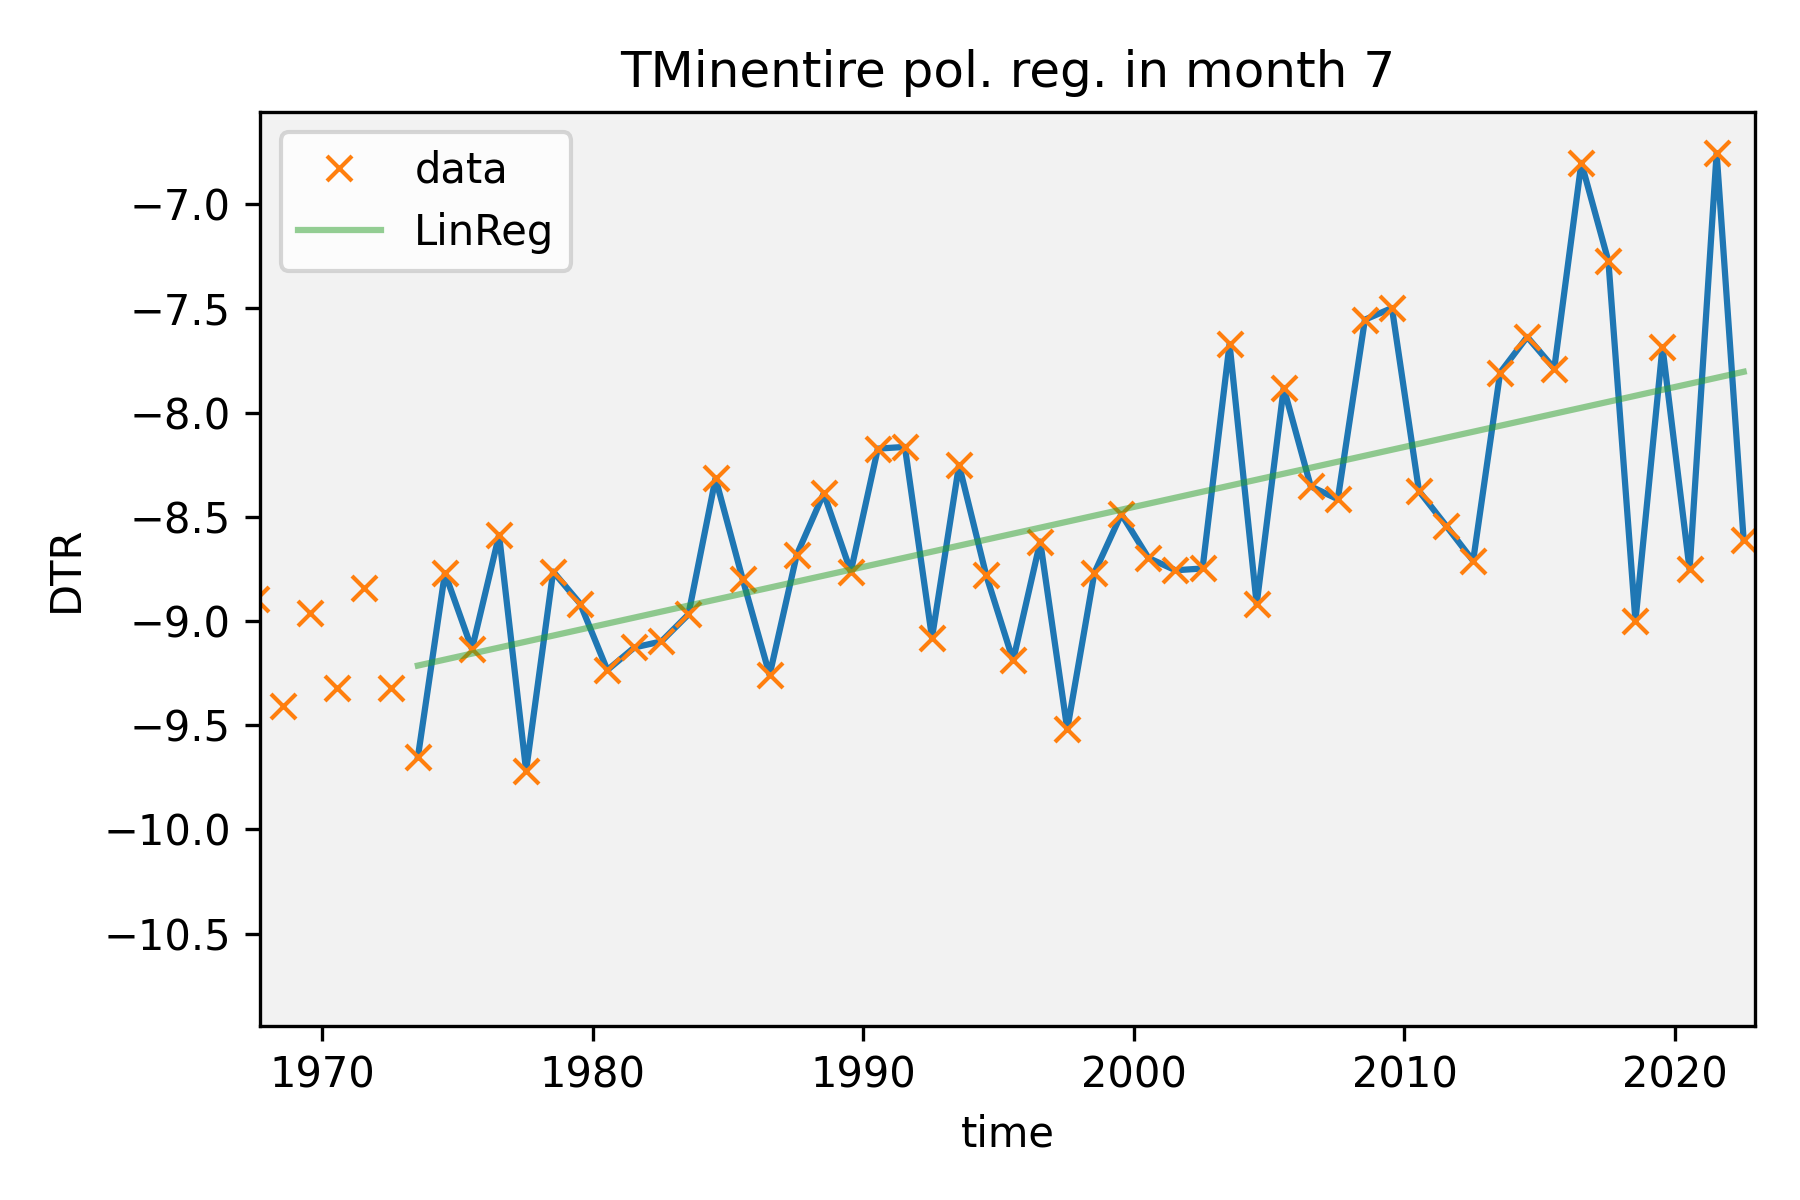 TMinentire pol. reg. in month 7
data
LinReg
−7.0
−7.5
−8.0
−8.5
−9.0
−9.5
−10.0
−10.5
DTR
1970 1980 1990 2000 2010 2020
time